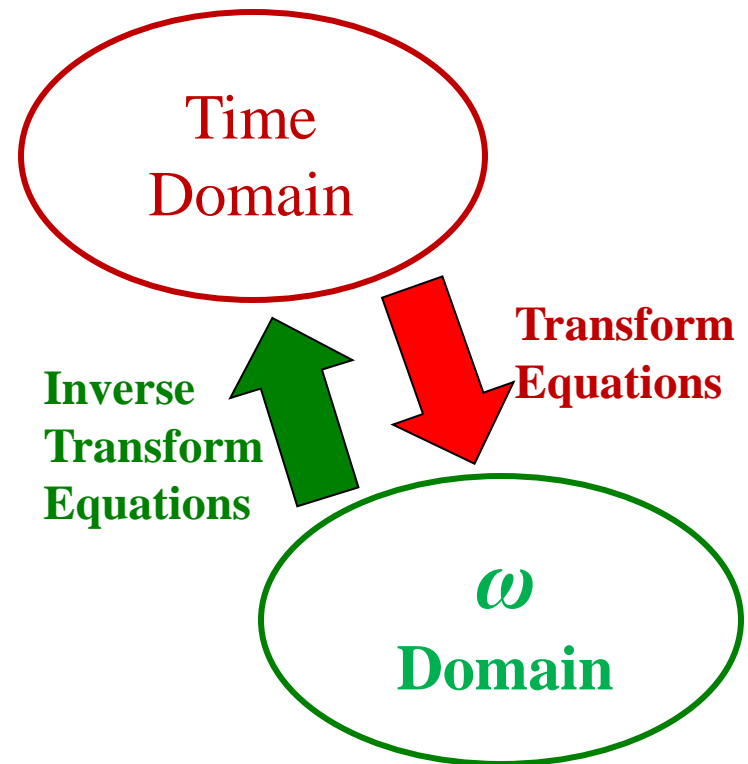 Time
Domain
Transform
Equations
Inverse
Transform
Equations
ω
Domain